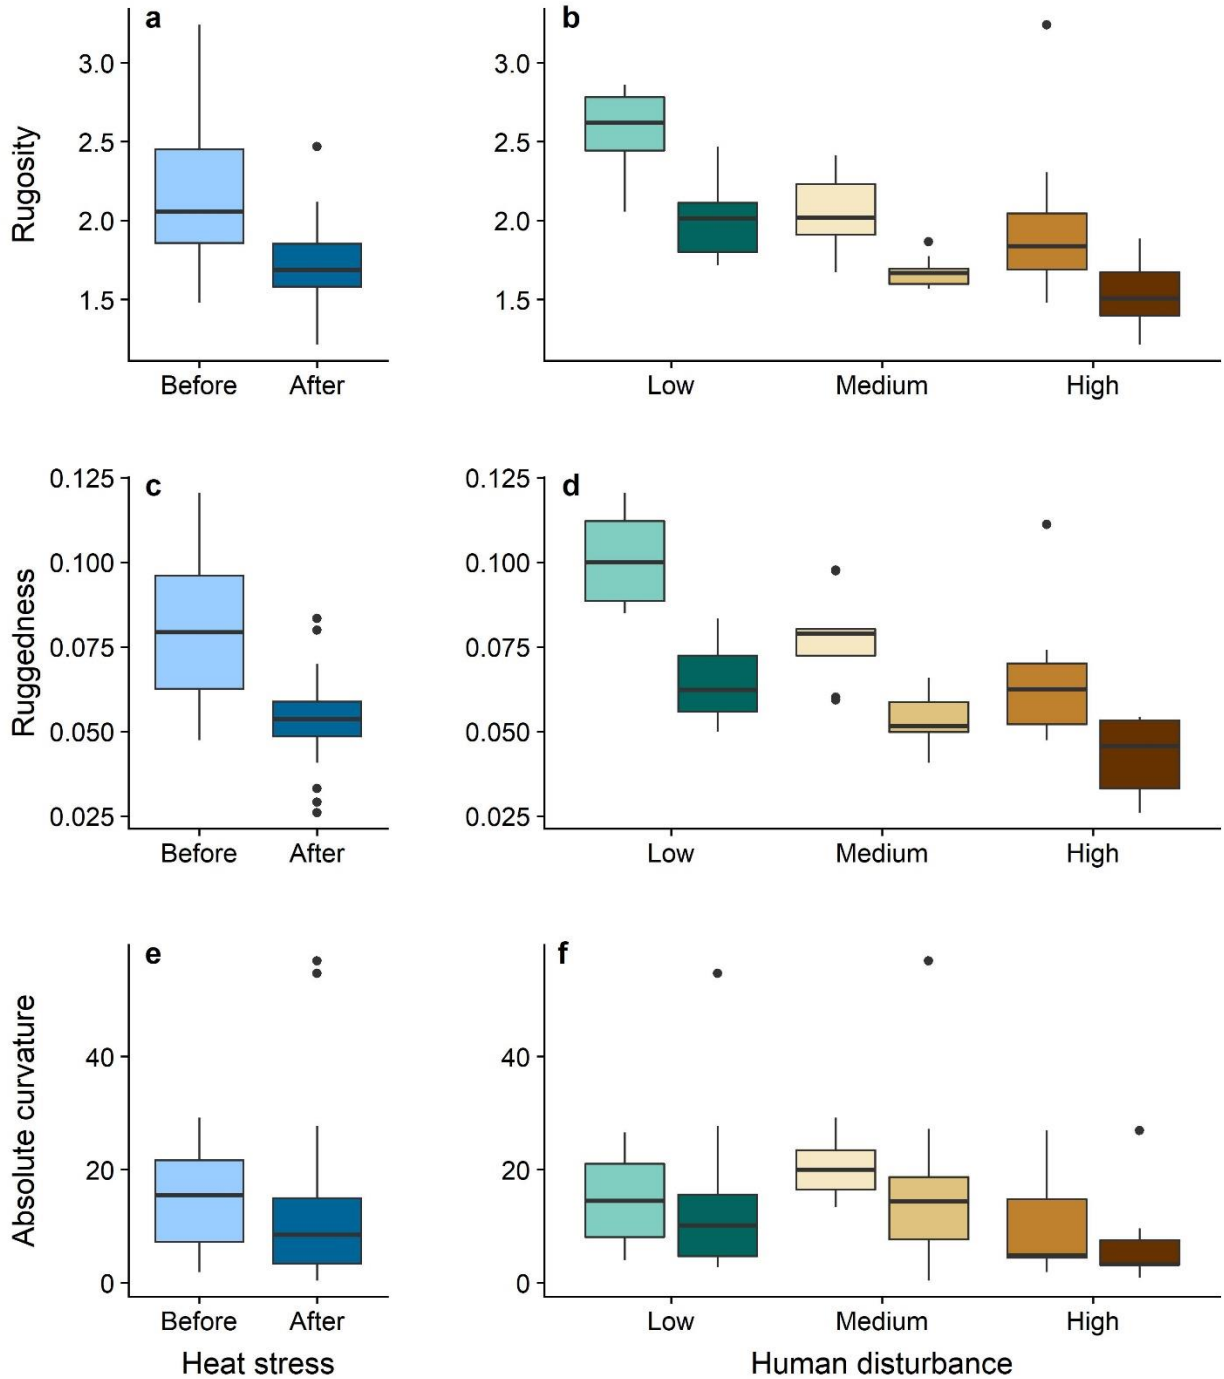 a
b
Rugosity
3.0
2.5
2.0
1.5
3.0
2.5
2.0
1.5
Before After
Low Medium High
c
d
Ruggedness
0.125
0.100
0.075
0.050
0.025
0.125
0.100
0.075
0.050
0.025
Before After
Low Medium High
e
f
Absolute curvature
40
20
0
40
20
0
Before After
Low Medium High
Heat stress
Human disturbance